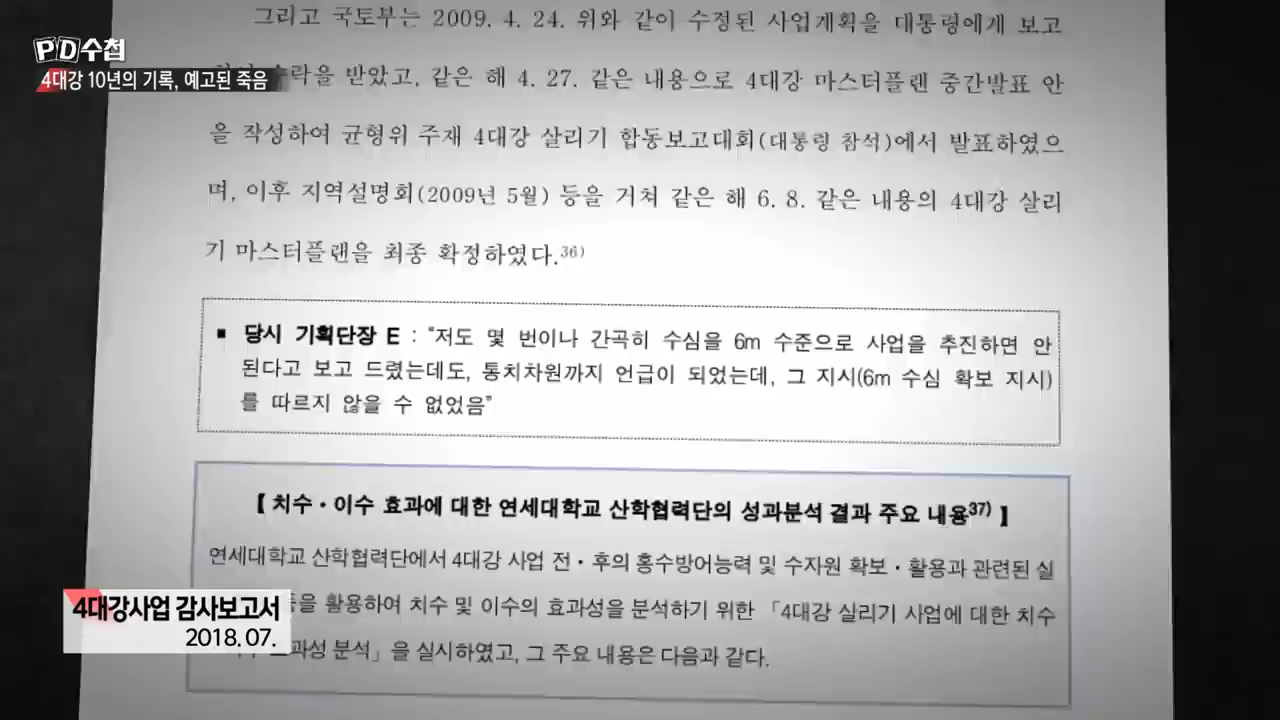 그리고 국토부는 2009. 4. 24. 위와 같이 수정된 사업계획을 대통령에게 보고
PD수첩
4대강 10년의 기록, 예고된 죽음
받았고, 같은 해 4. 27. 같은 내용으로 4대강 마스터플랜 중간발표 안
을 작성하여 균형위 주재 4대강 살리기 합동보고대회(대통령 참석)에서 발표하였으
며, 이후 지역설명회(2009년 5월) 등을 거쳐 같은 해 6. 8. 같은 내용의 4대강 살리
기 마스터플랜을 최종 확정하였다.36)
▪ 당시 기획단장 E : “저도 몇 번이나 간곡히 수심을 6m 수준으로 사업을 추진하면 안
된다고 보고 드렸는데도, 통치차원까지 언급이 되었는데, 그 지시(6m 수심 확보 지시)
를 따르지 않을 수 없었음”
【 치수·이수 효과에 대한 연세대학교 산학협력단의 성과분석 결과 주요 내용37) 】
연세대학교 산학협력단에서 4대강 사업 전·후의 홍수방어능력 및 수자원 확보·활용과 관련된 실
활용하여 치수 및 이수의 효과성을 분석하기 위한 「4대강 살리기 사업에 대한 치수
분석」을 실시하였고, 그 주요 내용은 다음과 같다.
4대강사업 감사보고서
2018. 07.